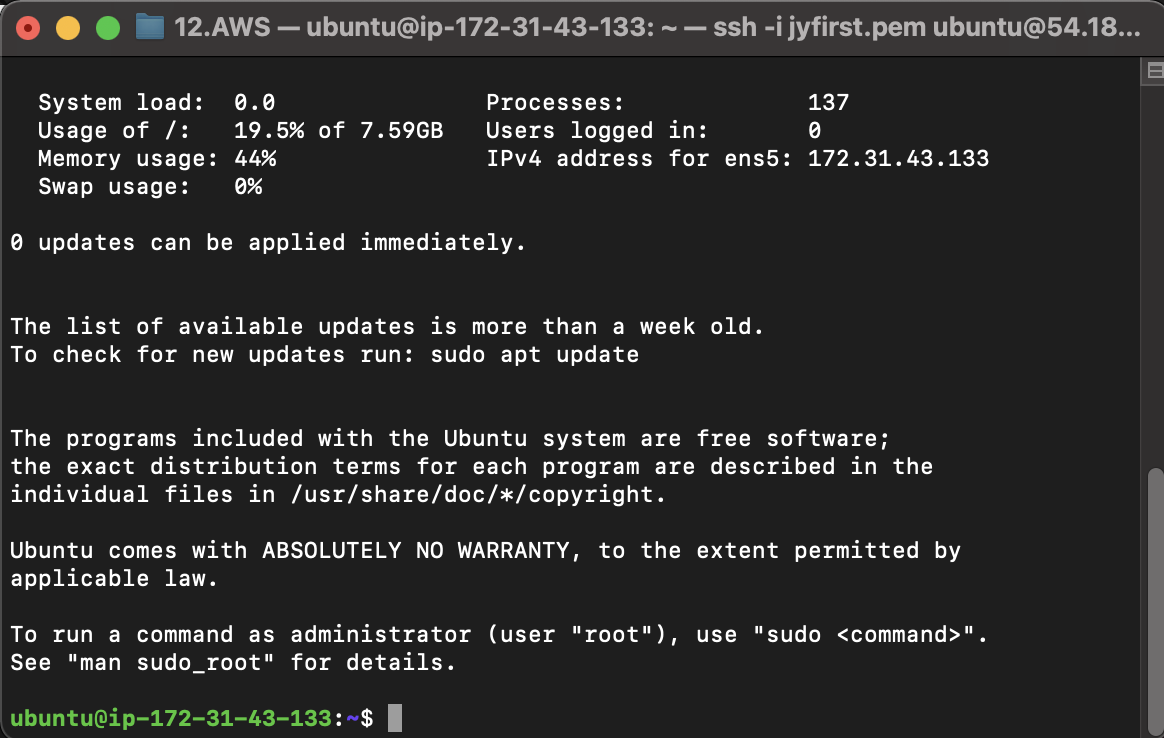 12.AWS — ubuntu@ip-172-31-43-133: ~ — ssh -i jyfirst.pem ubuntu@54.18...
System load:  0.0                Processes:             137
Usage of /:   19.5% of 7.59GB   Users logged in:       0
Memory usage: 44%                IPv4 address for ens5: 172.31.43.133
Swap usage:   0%
0 updates can be applied immediately.
The list of available updates is more than a week old.
To check for new updates run: sudo apt update
The programs included with the Ubuntu system are free software;
the exact distribution terms for each program are described in the
individual files in /usr/share/doc/*/copyright.
Ubuntu comes with ABSOLUTELY NO WARRANTY, to the extent permitted by
applicable law.
To run a command as administrator (user "root"), use "sudo <command>".
See "man sudo_root" for details.
ubuntu@ip-172-31-43-133:~$